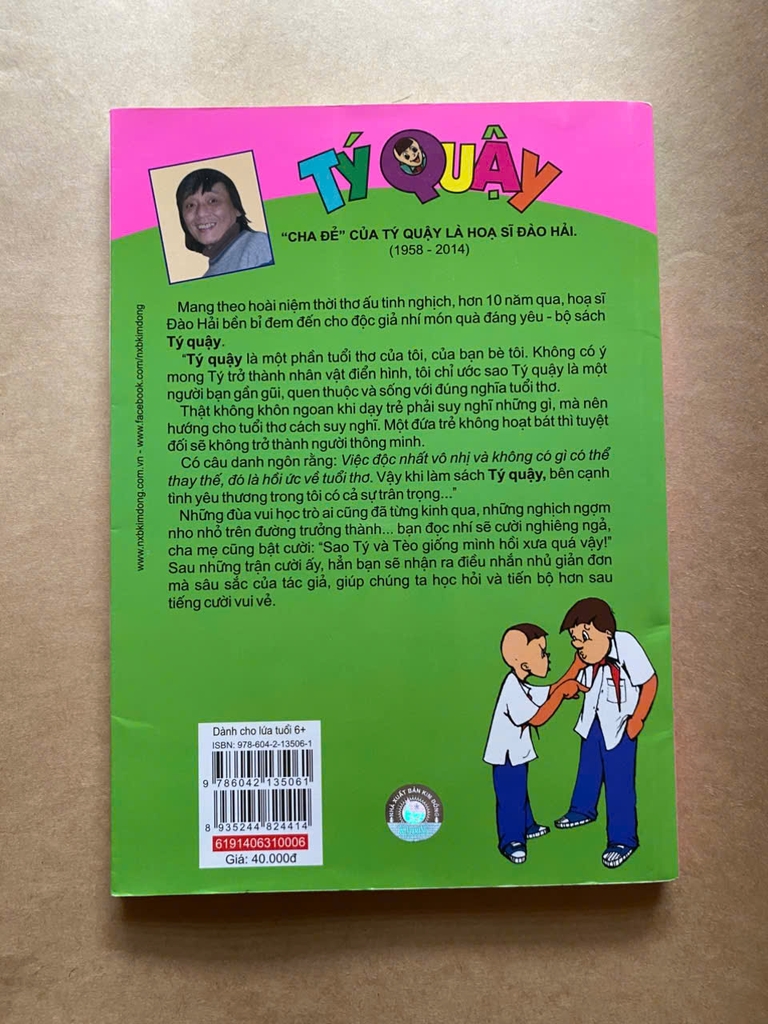 TÝ QUẬY
“CHA ĐẺ” CỦA TÝ QUẬY LÀ HOẠ SĨ ĐÀO HẢI.
(1958 - 2014)
Mang theo hoài niệm thời thơ ấu tinh nghịch, hơn 10 năm qua, hoạ sĩ
Đào Hải bền bỉ đem đến cho độc giả nhí món quà đáng yêu - bộ sách
Tý quậy.
“Tý quậy là một phần tuổi thơ của tôi, của bạn bè tôi. Không có ý
mong Tý trở thành nhân vật điển hình, tôi chỉ ước sao Tý quậy là một
người bạn gần gũi, quen thuộc và sống với đúng nghĩa tuổi thơ.
Thật không khôn ngoan khi dạy trẻ phải suy nghĩ những gì, mà nên
hướng cho tuổi thơ cách suy nghĩ. Một đứa trẻ không hoạt bát thì tuyệt
đối sẽ không trở thành người thông minh.
Có câu danh ngôn rằng: Việc độc nhất vô nhị và không có gì có thể
thay thế, đó là hồi ức về tuổi thơ. Vậy khi làm sách Tý quậy, bên cạnh
tình yêu thương trong tôi có cả sự trân trọng...”
Những đùa vui học trò ai cũng đã từng kinh qua, những nghịch ngợm
nho nhỏ trên đường trưởng thành... bạn đọc nhí sẽ cười nghiêng ngả,
cha mẹ cũng bật cười: “Sao Tý và Tèo giống mình hồi xưa quá vậy!”
Sau những trận cười ấy, hẳn bạn sẽ nhận ra điều nhắn nhủ giản đơn
mà sâu sắc của tác giả, giúp chúng ta học hỏi và tiến bộ hơn sau
tiếng cười vui vẻ.
www.nxbkimdong.com.vn - www.facebook.com/nxbkimdong
Dành cho lứa tuổi 6+
ISBN: 978-604-2-13506-1
9 786042 135061
8 935244 824414
6191406310006
Giá: 40.000đ
NHÀ XUẤT BẢN KIM ĐỒNG